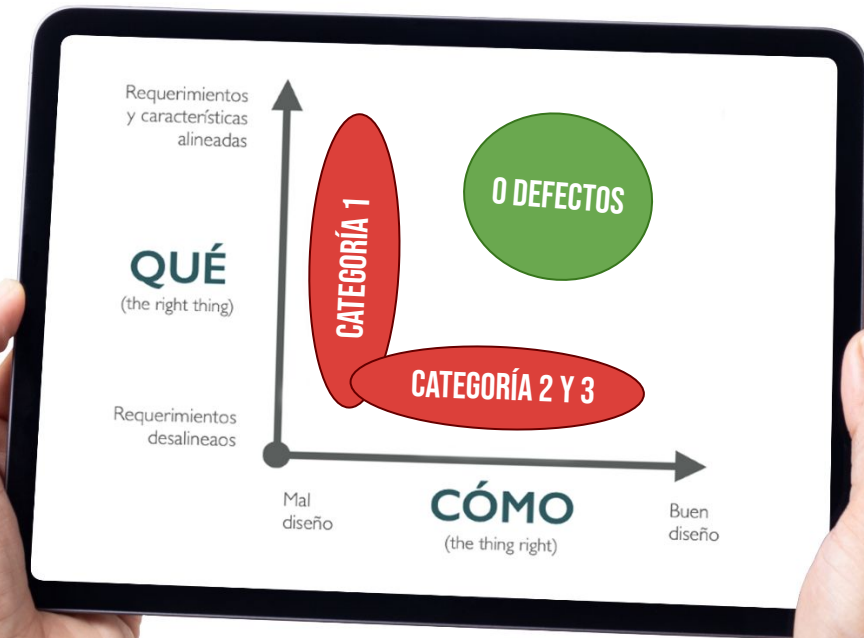 Requerimientos
y características
alineadas
QUÉ
(the right thing)
Requerimientos
desalineaos
CATEGORÍA 1
0 DEFECTOS
CATEGORÍA 2 Y 3
Mal
diseño
CÓMO
(the thing right)
Buen
diseño